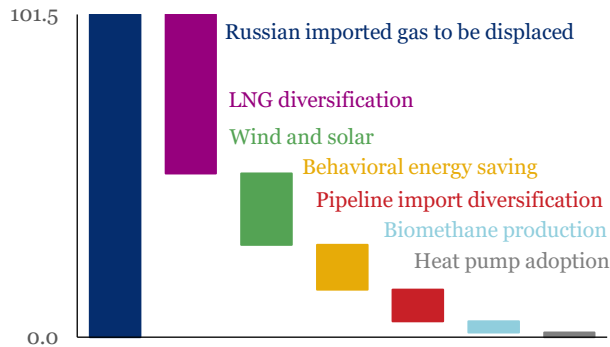 101.5
Russian imported gas to be displaced
LNG diversification
Wind and solar
Behavioral energy saving
Pipeline import diversification
Biomethane production
Heat pump adoption
0.0